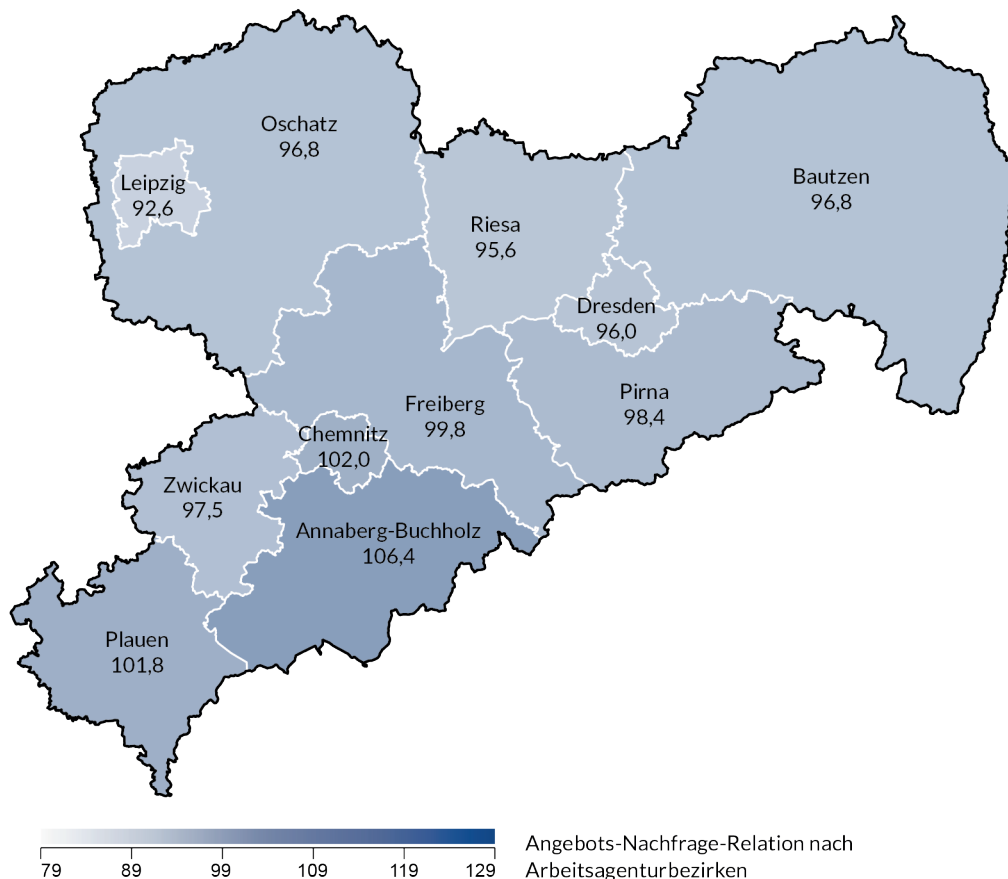 Oschatz
96,8
Leipzig
92,6
Bautzen
96,8
Riesa
95,6
Dresden
96,0
Pirna
98,4
Freiberg
99,8
Chemnitz
102,0
Zwickau
97,5
Annaberg-Buchholz
106,4
Plauen
101,8
79 89 99 109 119 129
Angebots-Nachfrage-Relation nach
Arbeitsagenturbezirken